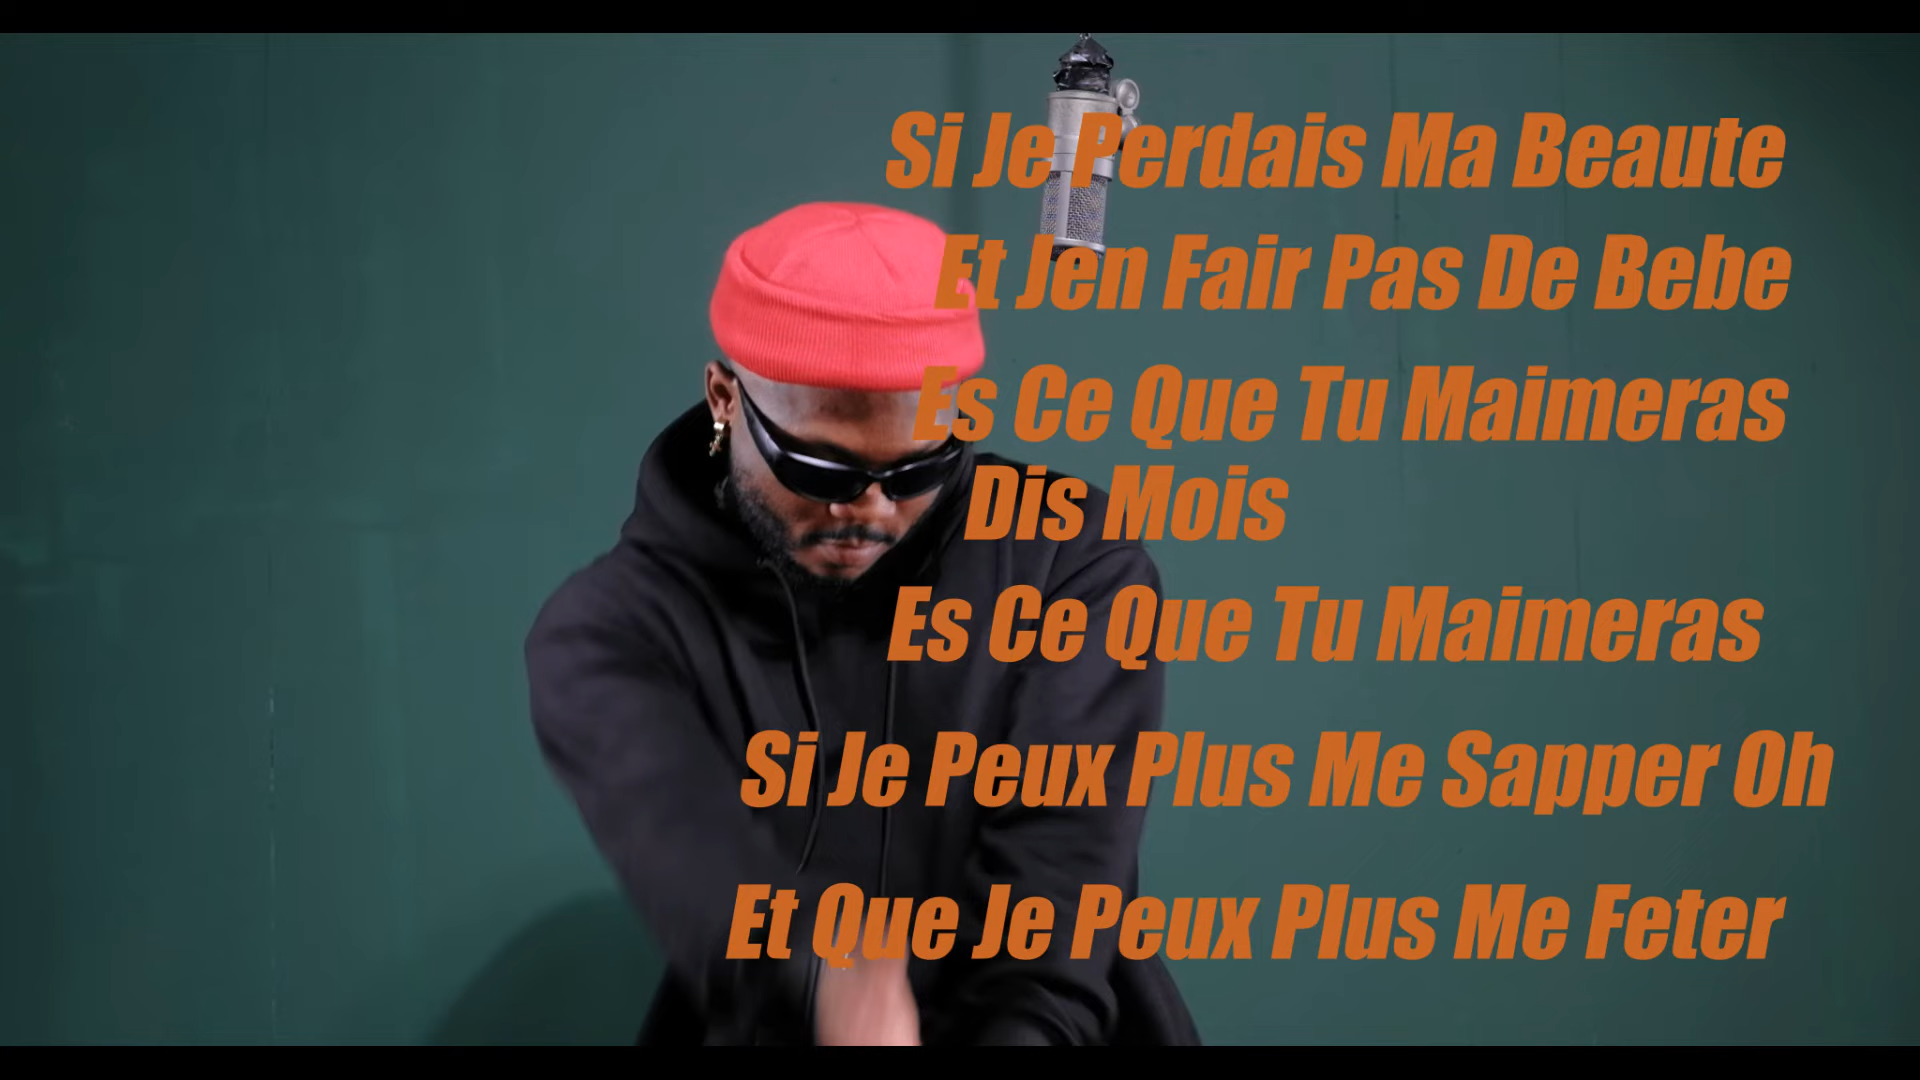 Si Je Perdais Ma Beaute
Et Jen Fair Pas De Bebe
Es Ce Que Tu Maimeras
Dis Mois
Es Ce Que Tu Maimeras
Si Je Peux Plus Me Sapper Oh
Et Que Je Peux Plus Me Feter